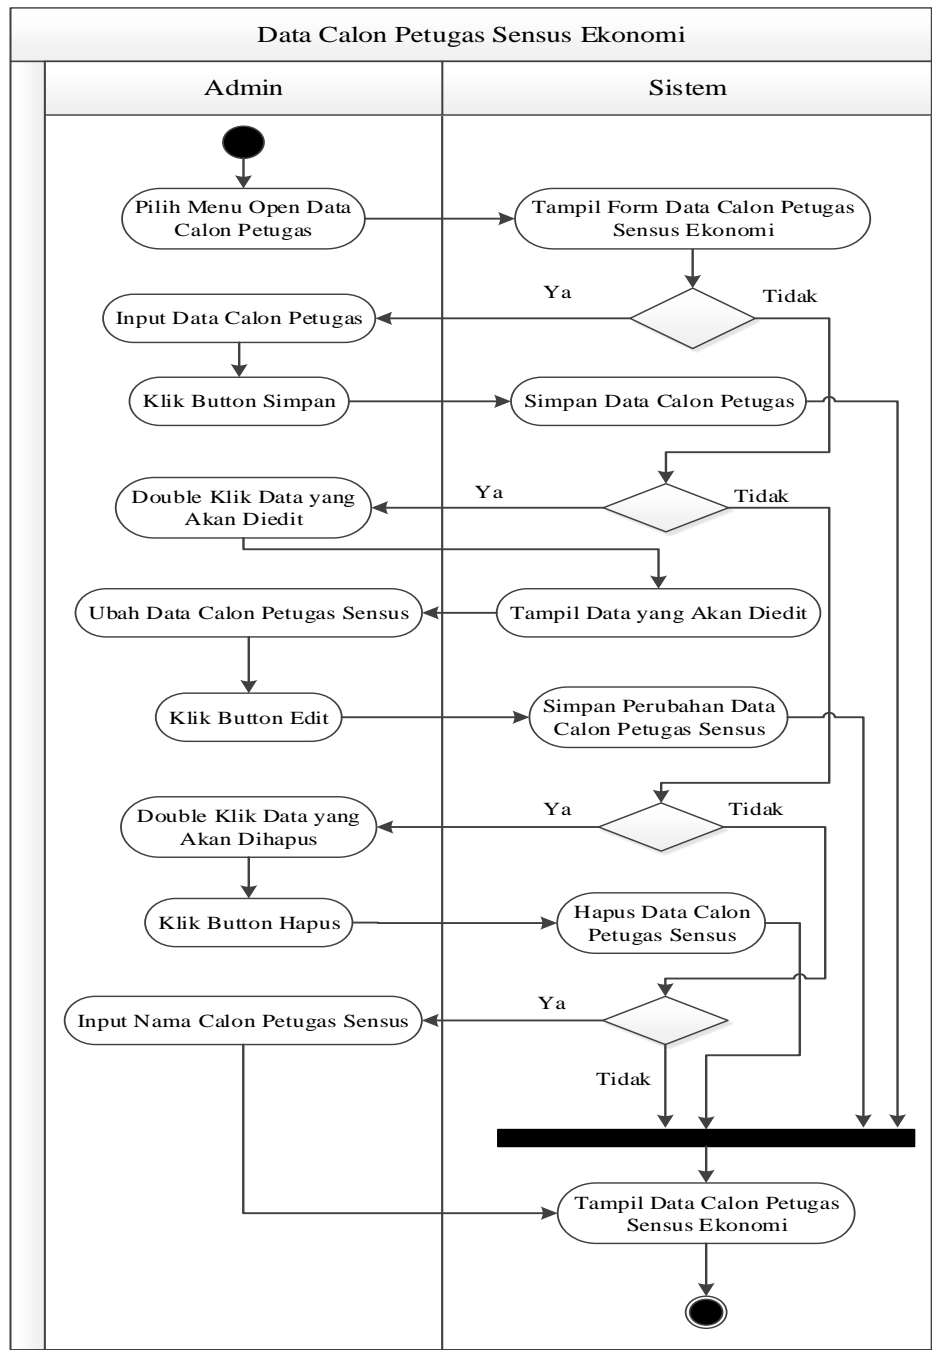 Data Calon Petugas Sensus Ekonomi
Admin
Sistem
Pilih Menu Open Data
Calon Petugas
Tampil Form Data Calon Petugas
Sensus Ekonomi
Ya
Tidak
Input Data Calon Petugas
Klik Button Simpan
Simpan Data Calon Petugas
Double Klik Data yang
Akan Diedit
Ya
Tidak
Ubah Data Calon Petugas Sensus
Tampil Data yang Akan Diedit
Klik Button Edit
Simpan Perubahan Data
Calon Petugas Sensus
Double Klik Data yang
Akan Dihapus
Ya
Tidak
Klik Button Hapus
Hapus Data Calon
Petugas Sensus
Input Nama Calon Petugas Sensus
Ya
Tidak
Tampil Data Calon Petugas
Sensus Ekonomi